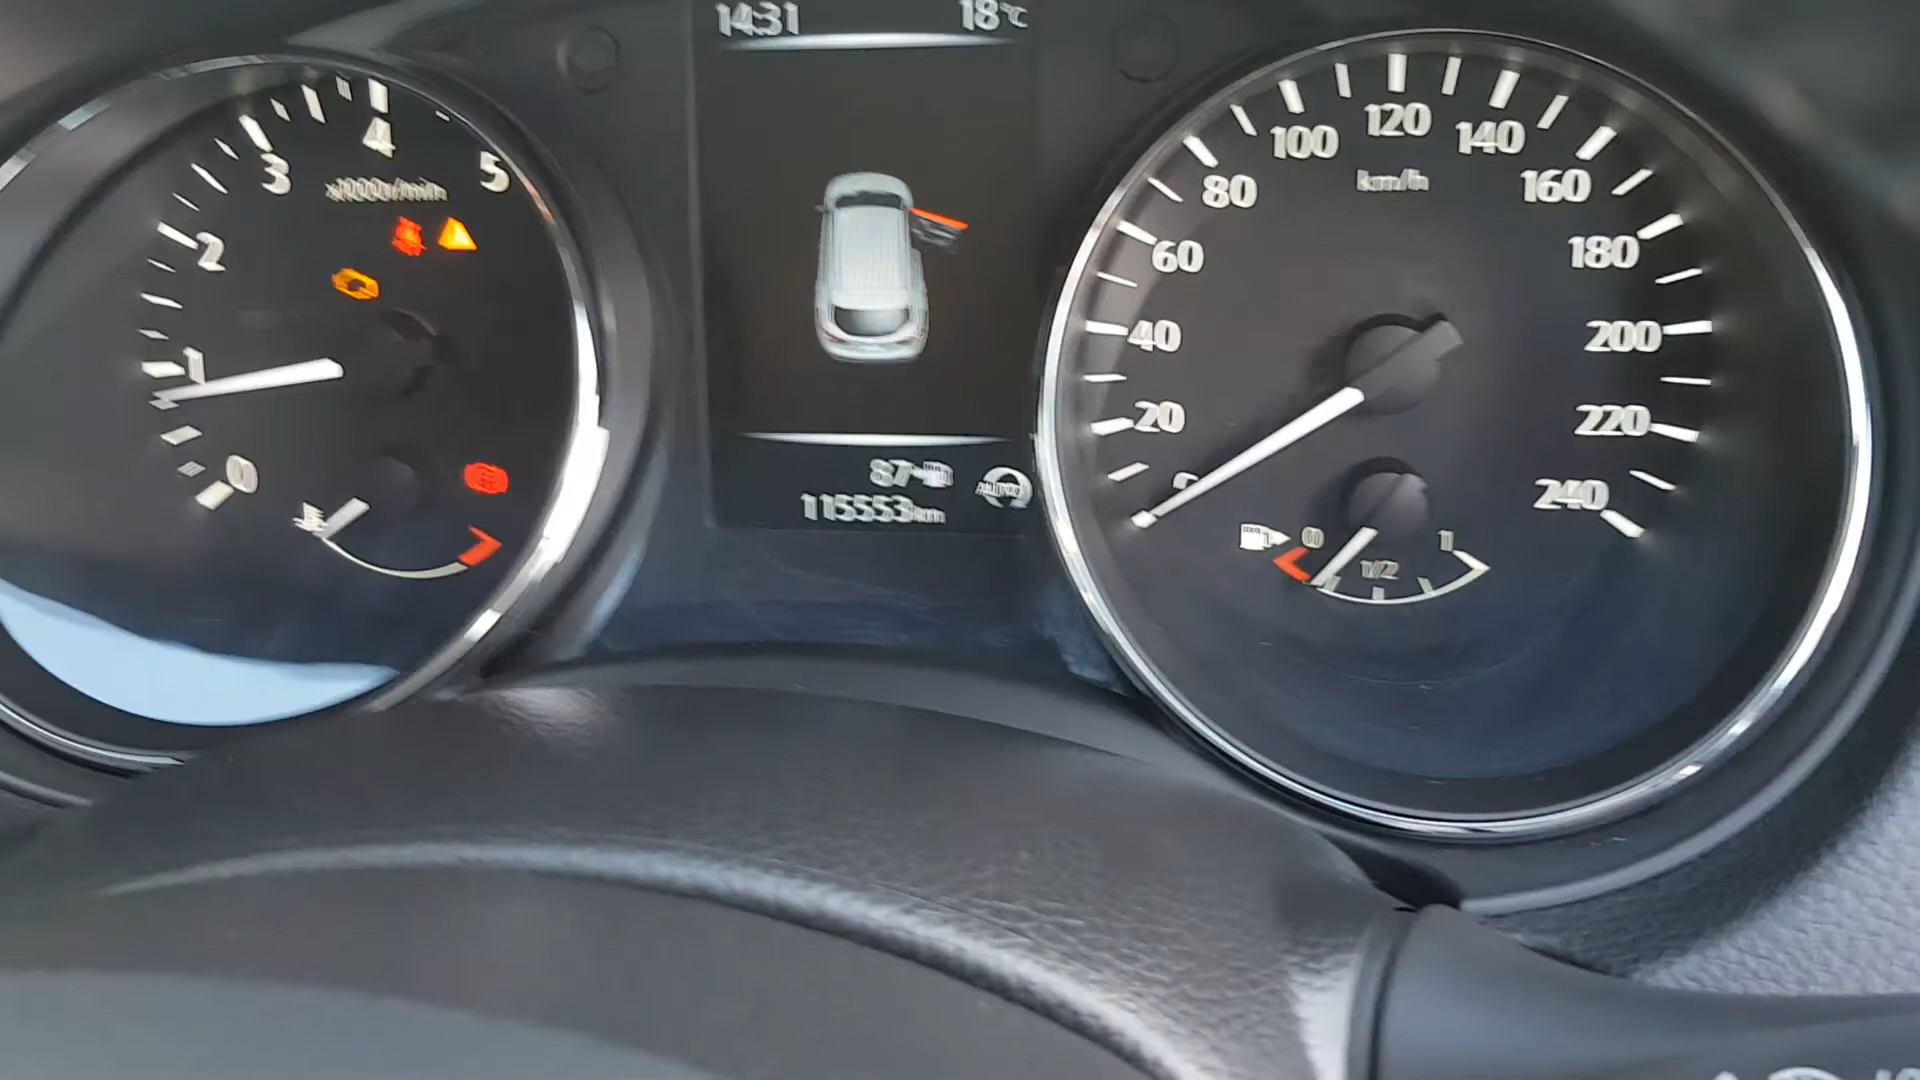 14:31 18°C
0 1 2 3 4 5
x1000r/min
87
115553km
AUTO
0 20 40 60 80 100 120 140 160 180 200 220 240
km/h
0 1/2 1